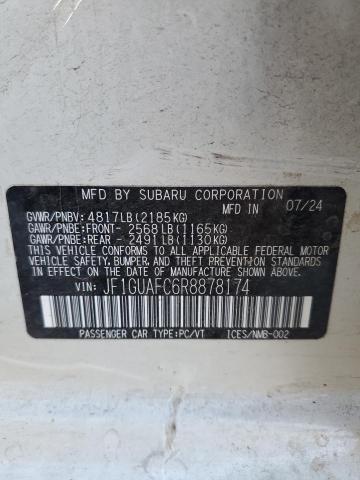 MFD BY SUBARU CORPORATION
MFD IN 07/24
GVWR/PNBV: 4817LB(2185KG)
GAWR/PNBE:FRONT- 2568LB(1165KG)
GAWR/PNBE:REAR - 2491LB(1130KG)
THIS VEHICLE CONFORMS TO ALL APPLICABLE FEDERAL MOTOR
VEHICLE SAFETY, BUMPER, AND THEFT PREVENTION STANDARDS
IN EFFECT ON THE DATE OF MANUFACTURE SHOWN ABOVE.
VIN: JF1GUAFC6R8878174
PASSENGER CAR TYPE:PC/VT ICES/NMB-002